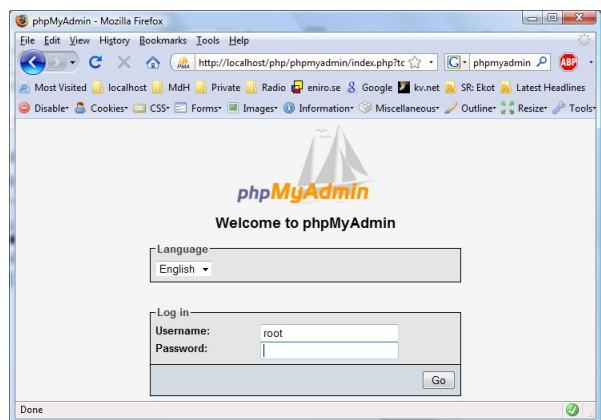 phpMyAdmin - Mozilla Firefox
File Edit View History Bookmarks Tools Help
http://localhost/php/phpmyadmin/index.php?tc phpmyadmin ABP
Most Visited localhost MdH Private Radio eniro.se Google kv.net SR: Ekot Latest Headlines
Disable Cookies CSS Forms Images Information Miscellaneous Outline Resizer Tools
phpMyAdmin
Welcome to phpMyAdmin
Language
English
Log in
Username: root
Password:
Go
Done